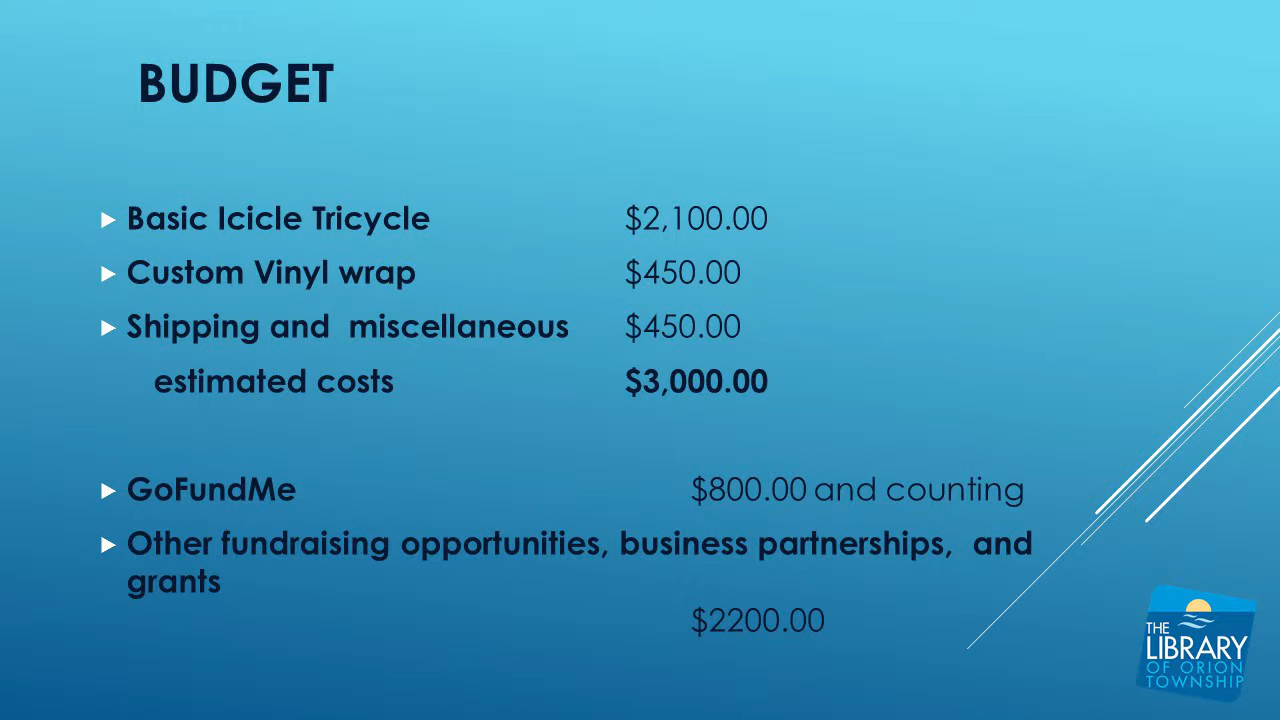 BUDGET
Basic Icicle Tricycle $2,100.00
Custom Vinyl wrap $450.00
Shipping and miscellaneous $450.00
estimated costs $3,000.00
GoFundMe $800.00 and counting
Other fundraising opportunities, business partnerships, and
grants
$2200.00
THE
LIBRARY
OF ORION
TOWNSHIP